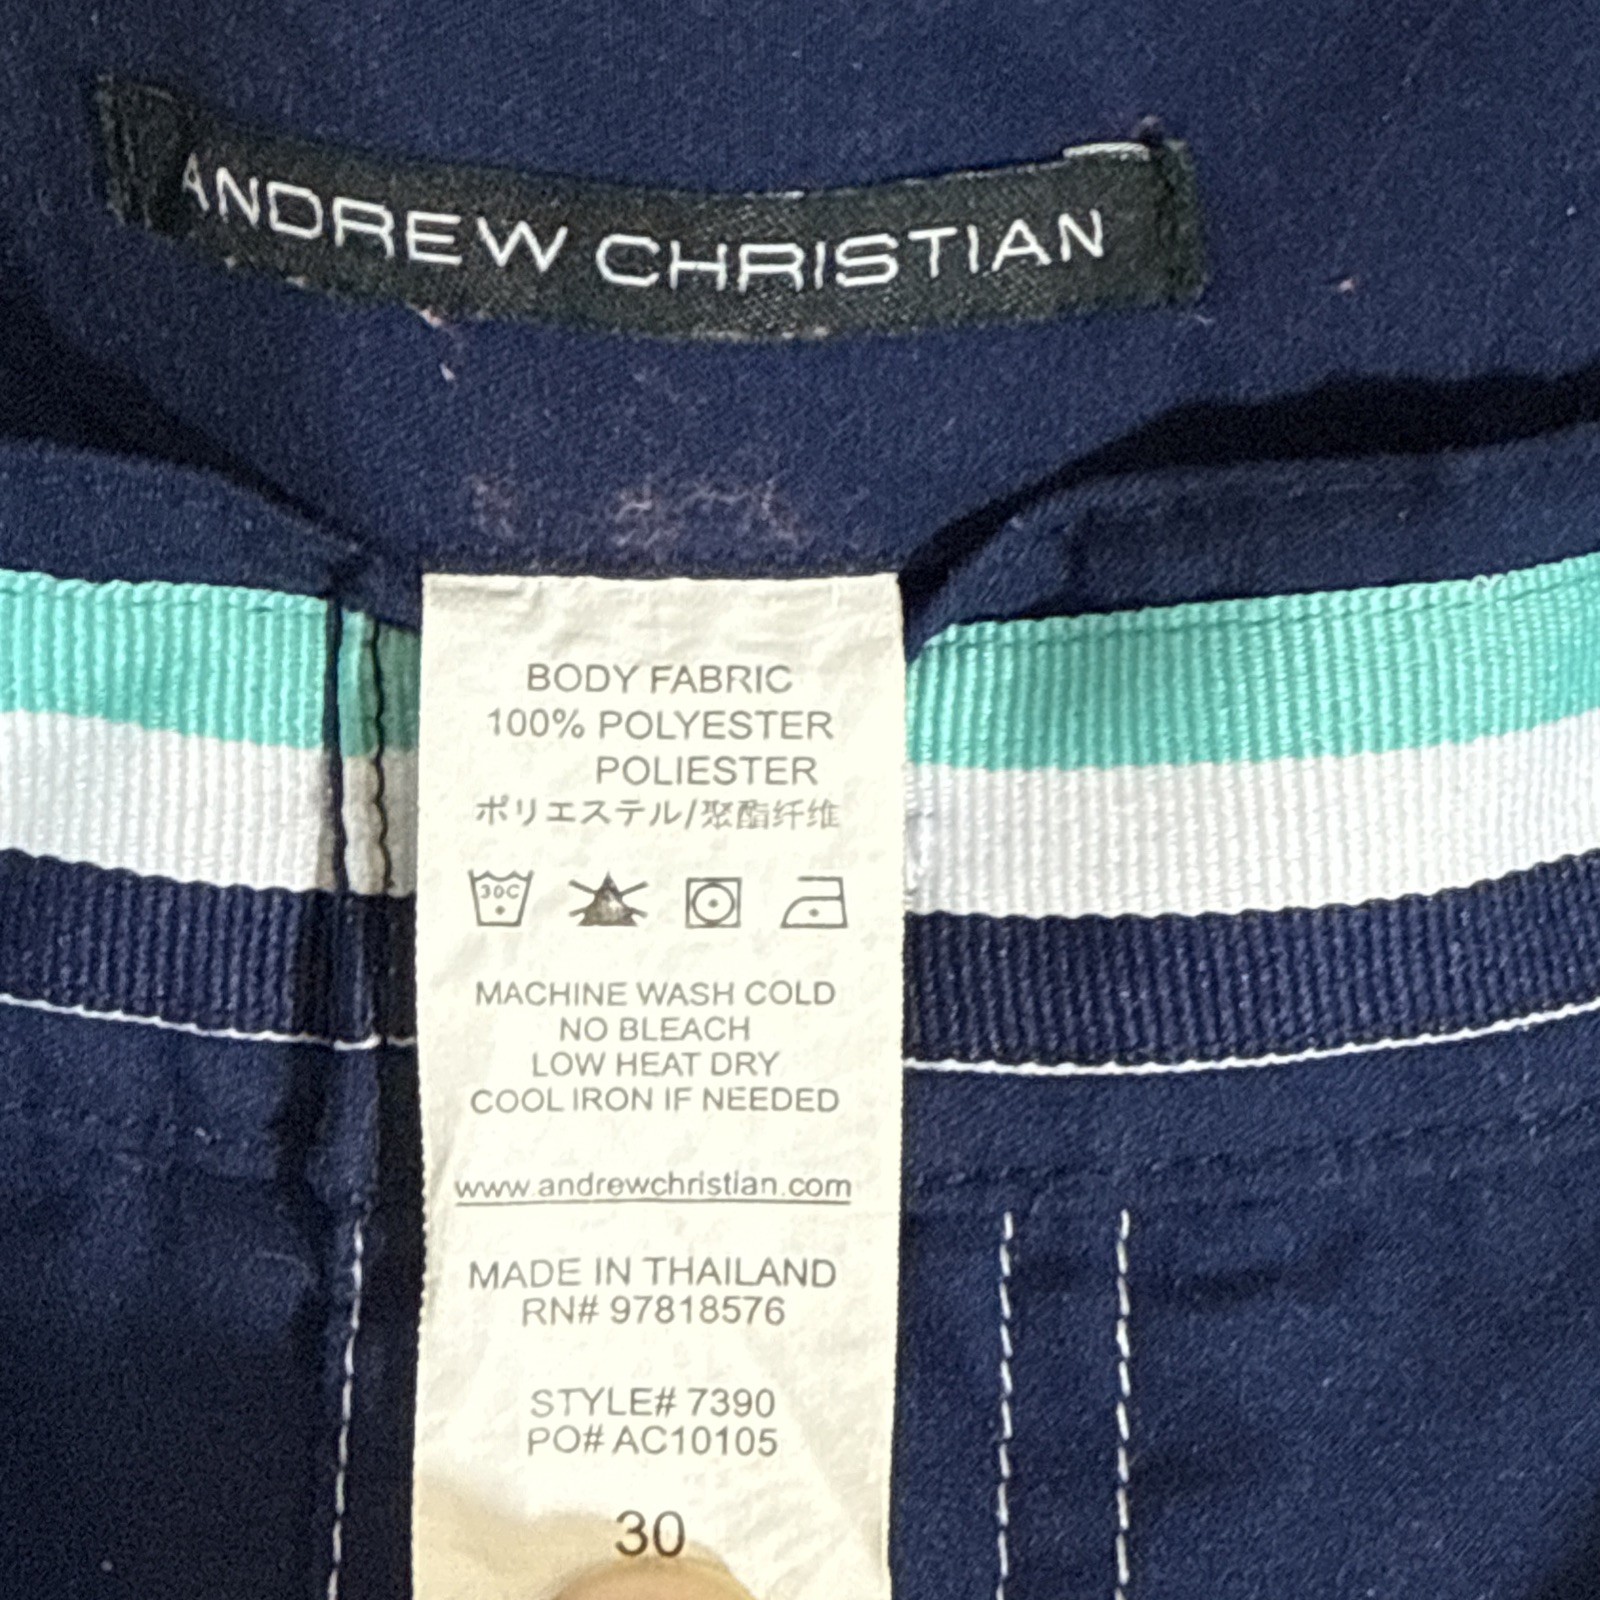 ANDREW CHRISTIAN
BODY FABRIC
100% POLYESTER
POLIESTER
ポリエステル/聚酯纤维
30C
MACHINE WASH COLD
NO BLEACH
LOW HEAT DRY
COOL IRON IF NEEDED
www.andrewchristian.com
MADE IN THAILAND
RN# 97818576
STYLE# 7390
PO# AC10105
30